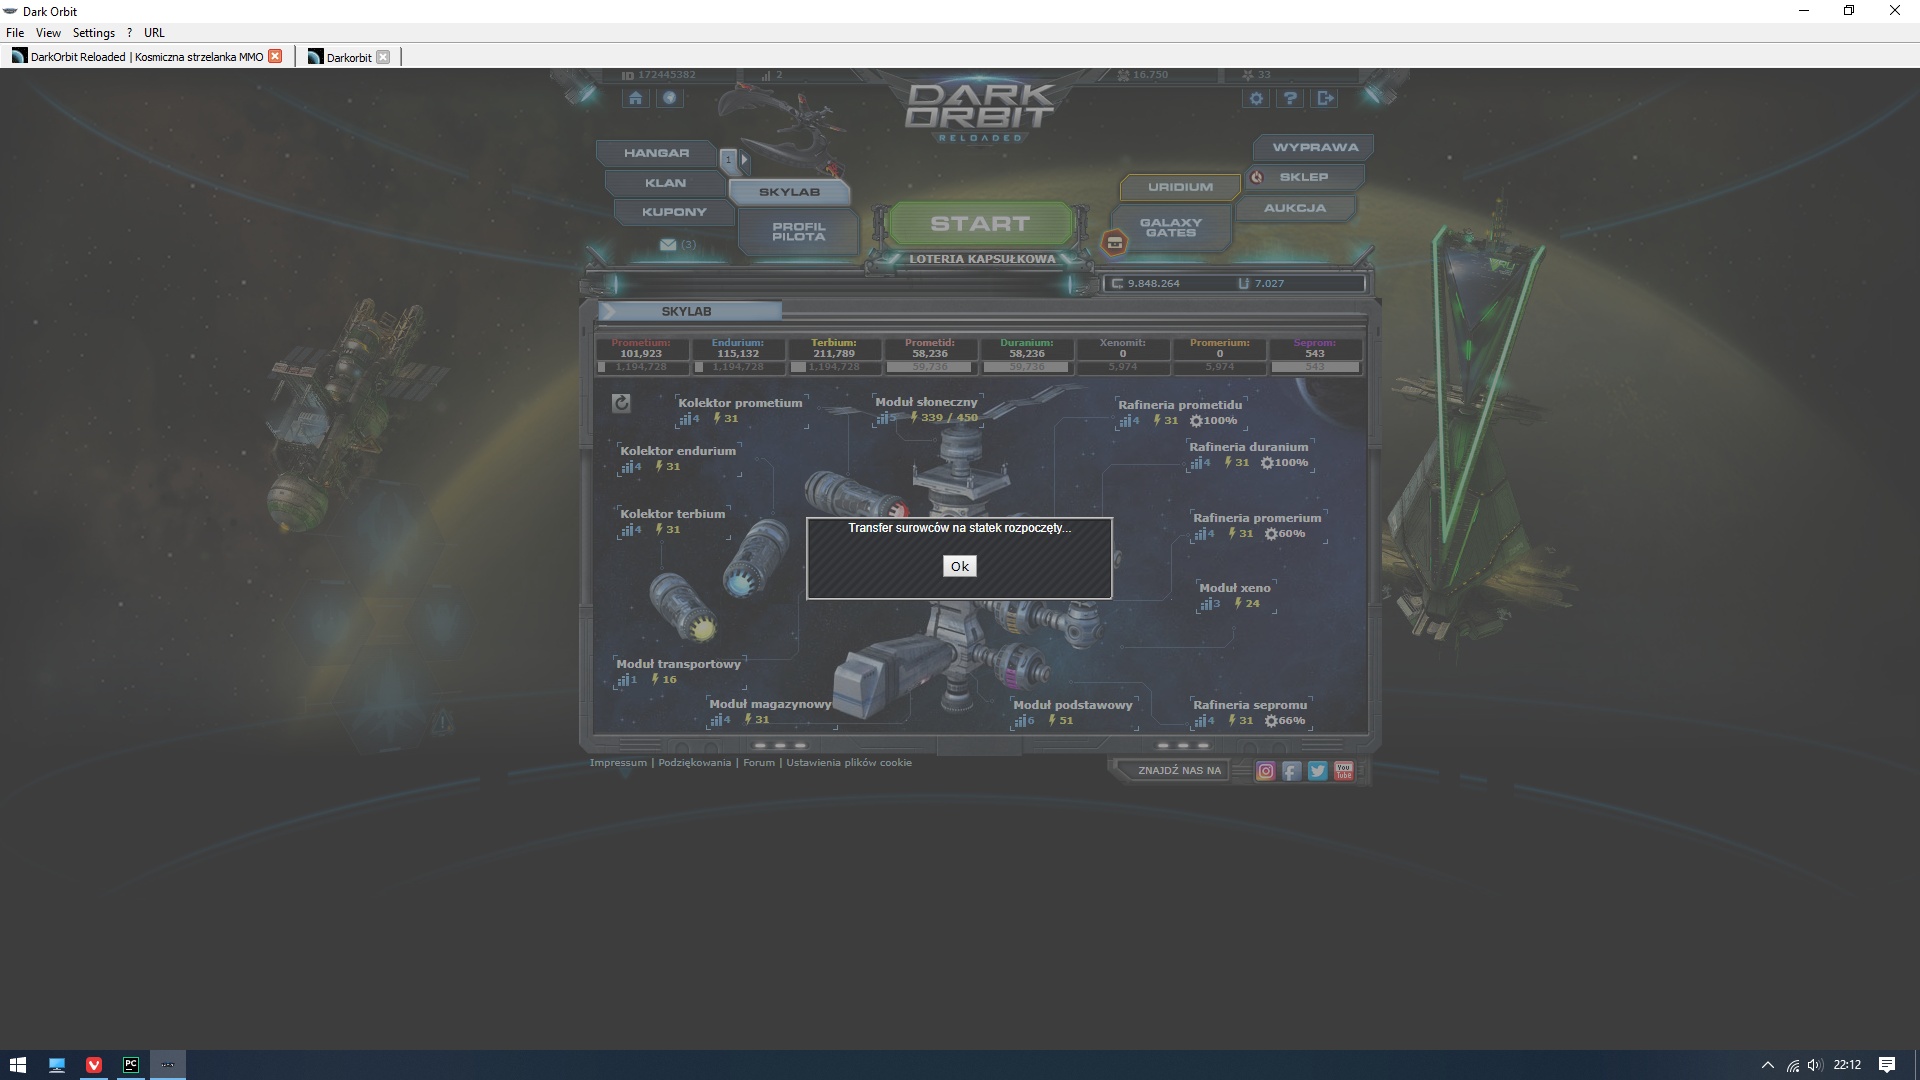 Dark Orbit
File View Settings ? URL
DarkOrbit Reloaded | Kosmiczna strzelanka MMO
Darkorbit
ID 172445382
2
16.750
33
DARK ORBIT
RELOADED
HANGAR
1
KLAN
SKYLAB
KUPONY
PROFIL PILOTA
(3)
START
LOTERIA KAPSUŁKOWA
WYPRAWA
SKLEP
URIDIUM
AUKCJA
GALAXY GATES
C 9.848.264
U 7.027
SKYLAB
Prometium: Endurium: Terbium: Prometid: Duranium: Xenomit: Promerium: Seprom:
101,923 115,132 211,789 58,236 58,236 0 0 543
1,194,728 1,194,728 1,194,728 59,736 59,736 5,974 5,974 543
Kolektor prometium
4 31
Moduł słoneczny
5 339 / 450
Rafineria prometidu
4 31 100%
Kolektor endurium
4 31
Rafineria duranium
4 31 100%
Kolektor terbium
4 31
Rafineria promerium
4 31 60%
Transfer surowców na statek rozpoczęty...
Ok
Moduł xeno
3 24
Moduł transportowy
1 16
Moduł magazynowy
4 31
Moduł podstawowy
6 51
Rafineria sepromu
4 31 66%
Impressum | Podziękowania | Forum | Ustawienia plików cookie
ZNAJDŹ NAS NA
You Tube
PC
22:12